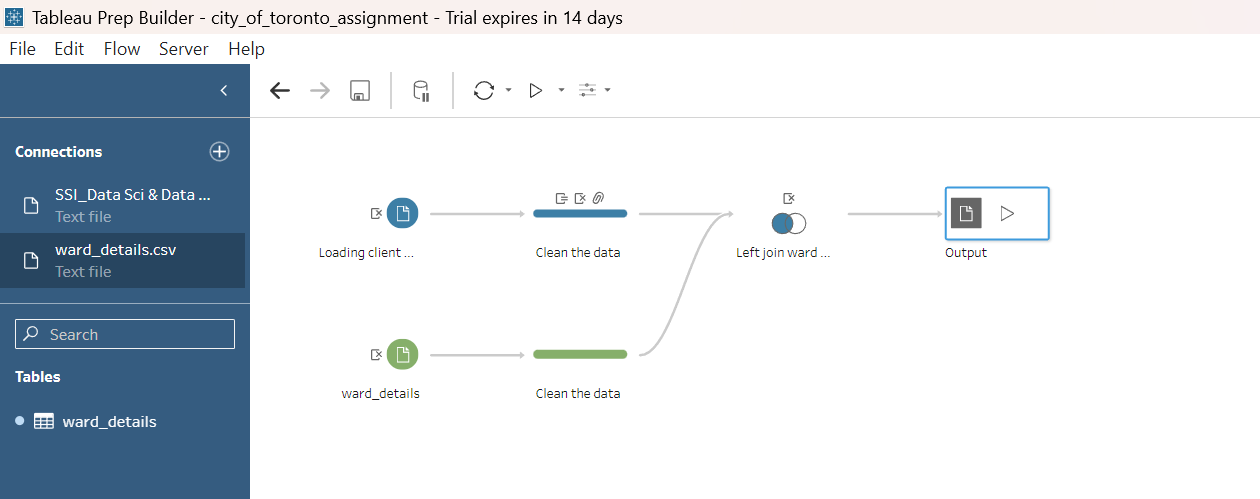 Tableau Prep Builder - city_of_toronto_assignment - Trial expires in 14 days
File Edit Flow Server Help
Connections
SSI_Data Sci & Data ...
Text file
ward_details.csv
Text file
Search
Tables
ward_details
Loading client ...
Clean the data
Left join ward ...
Output
ward_details
Clean the data